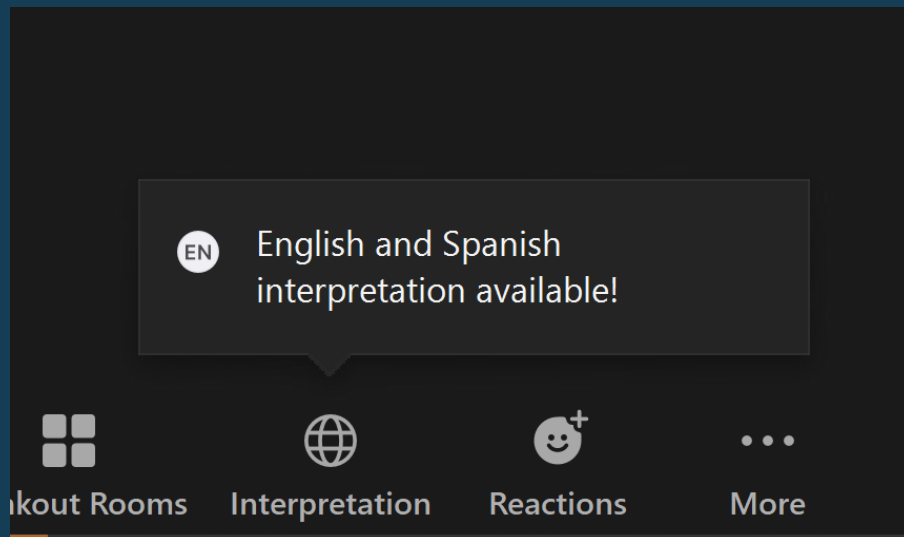 EN
English and Spanish
interpretation available!
kout Rooms
Interpretation
Reactions
More